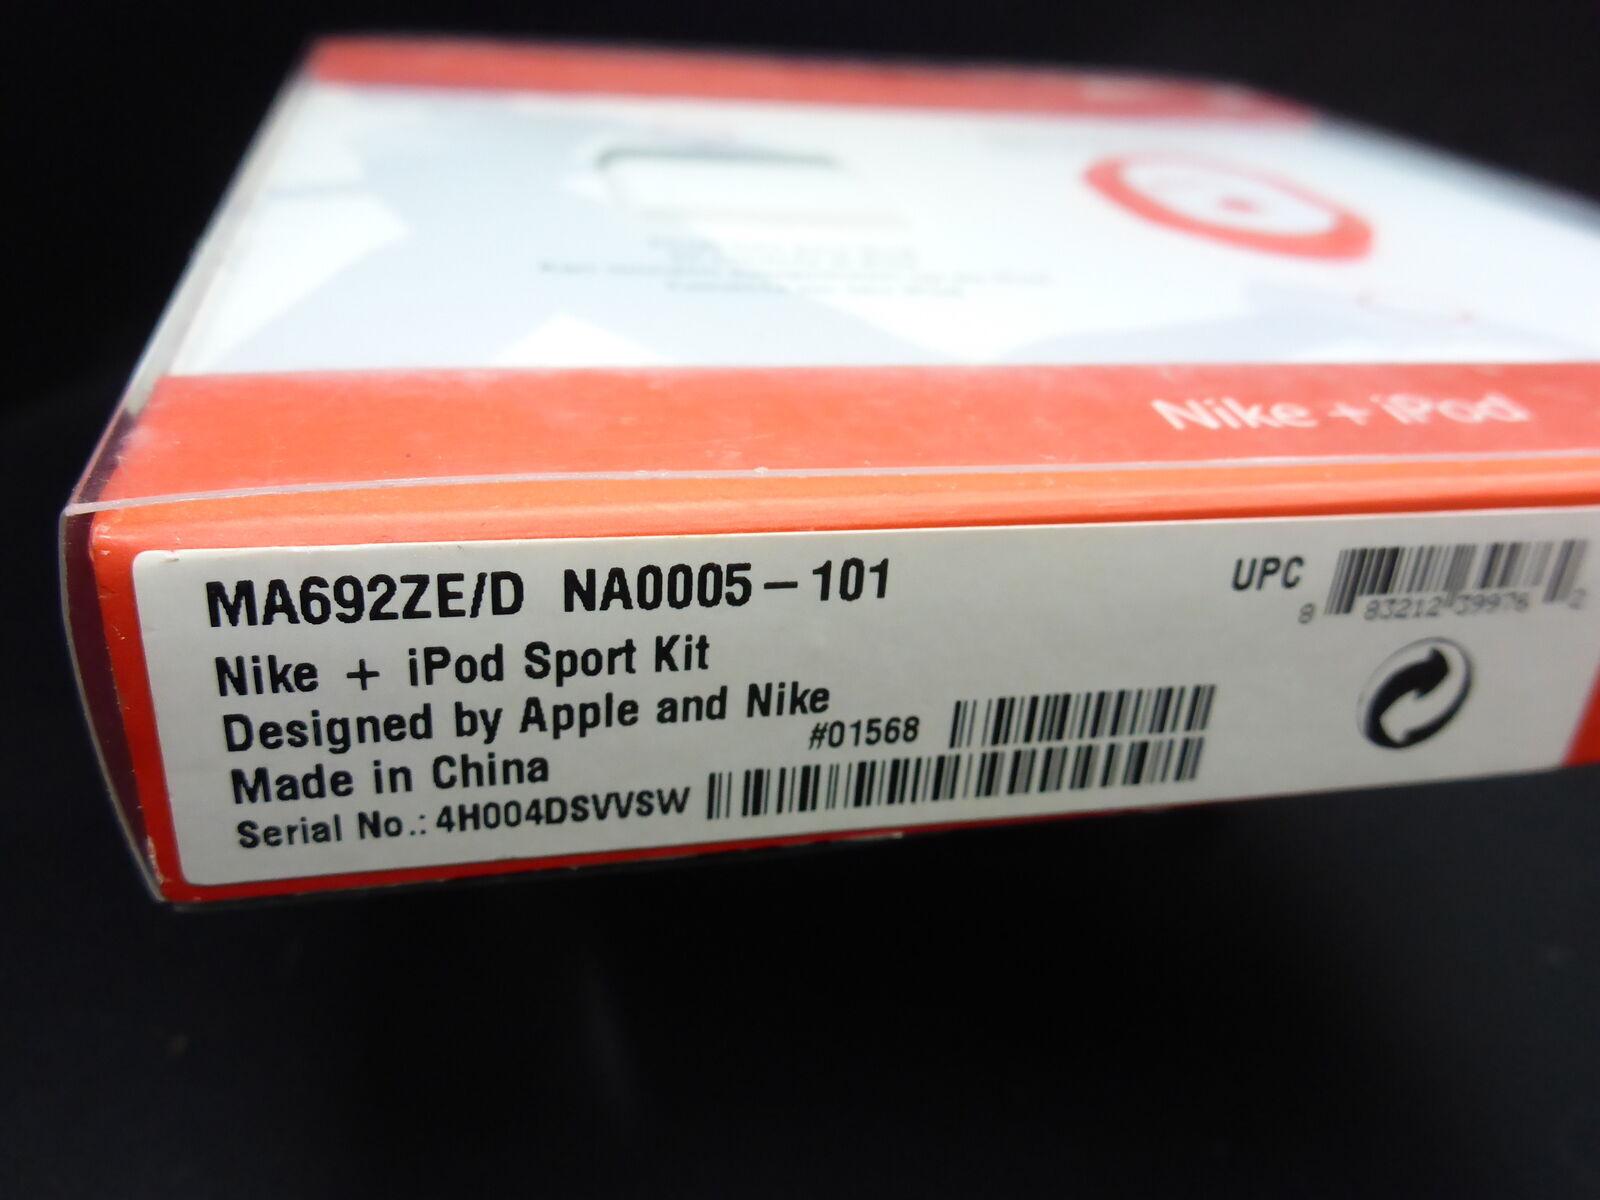 Nike + iPod
MA692ZE/D NA0005-101
UPC
8 83212 39976 2
Nike + iPod Sport Kit
Designed by Apple and Nike
#01568
Made in China
Serial No.: 4H004DSVVSW